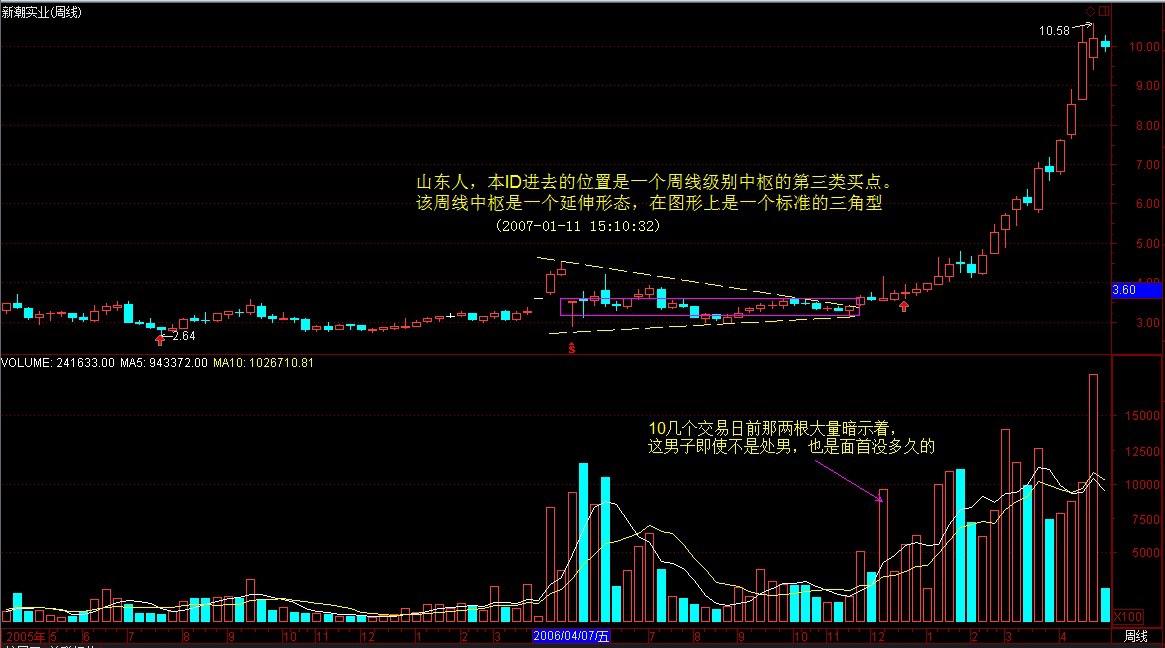 新潮实业(周线)
10.58
10.00
9.00
8.00
7.00
山东人，本ID进去的位置是一个周线级别中枢的第三类买点。
该周线中枢是一个延伸形态，在图形上是一个标准的三角型
6.00
(2007-01-11 15:10:32)
5.00
4.00
3.60
3.00
2.64
$
VOLUME: 241633.00 MA5: 943372.00 MA10: 1026710.81
15000
10几个交易日前那两根大量暗示着，
这男子即使不是处男，也是面首没多久的
12500
10000
7500
5000
X100
2005年 5 6 7 8 9 10 11 12 1 2 3 2006/04/07/五 7 8 9 10 11 12 1 2 3 4 周线